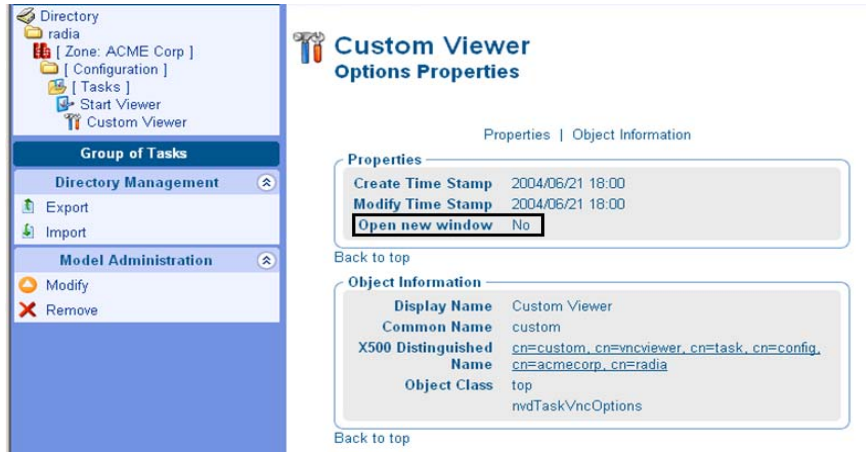 Directory
radia
[ Zone: ACME Corp ]
[ Configuration ]
[ Tasks ]
Start Viewer
Custom Viewer
Group of Tasks
Directory Management
Export
Import
Model Administration
Modify
Remove
Custom Viewer
Options Properties
Properties | Object Information
Properties
Create Time Stamp 2004/06/21 18:00
Modify Time Stamp 2004/06/21 18:00
Open new window No
Back to top
Object Information
Display Name Custom Viewer
Common Name custom
X500 Distinguished cn=custom, cn=vncviewer, cn=task, cn=config,
Name cn=acmecorp, cn=radia
Object Class top
nvdTaskVncOptions
Back to top